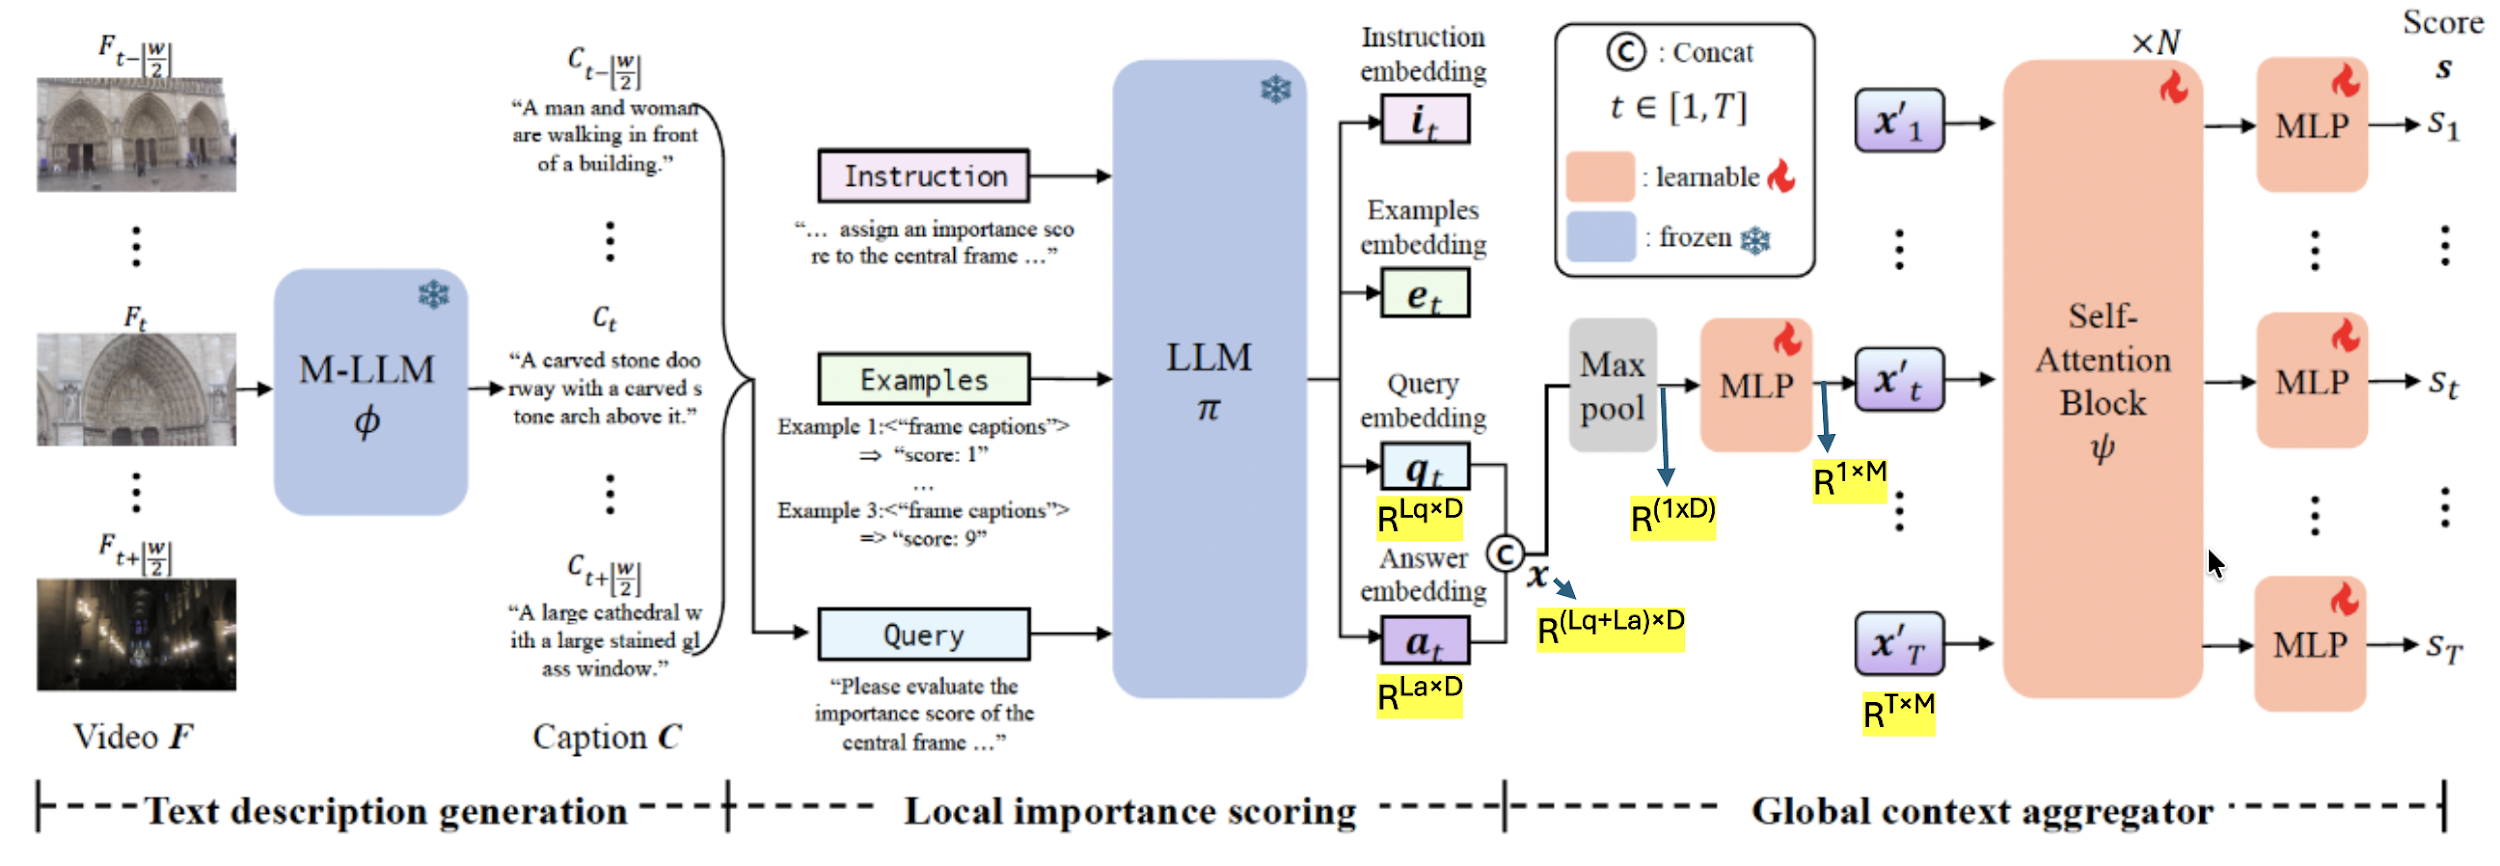 F_{t-⌊w/2⌋}
F_t
F_{t+⌊w/2⌋}
Video F
M-LLM
ϕ
C_{t-⌊w/2⌋}
“A man and woman
are walking in front
of a building.”
C_t
“A carved stone doo
rway with a carved s
tone arch above it.”
C_{t+⌊w/2⌋}
“A large cathedral w
ith a large stained gl
ass window.”
Caption C
Instruction
“... assign an importance sco
re to the central frame ...”
Examples
Example 1:<“frame captions”>
⇒ “score: 1”
...
Example 3:<“frame captions”>
=> “score: 9”
Query
“Please evaluate the
importance score of the
central frame ...”
LLM
π
Instruction
embedding
i_t
Examples
embedding
e_t
Query
embedding
q_t
R^{Lq×D}
Answer
embedding
a_t
R^{La×D}
C
x
R^{(Lq+La)×D}
C : Concat
t ∈ [1, T]
: learnable
: frozen
Max
pool
R^{(1xD)}
MLP
R^{1×M}
x'_1
x'_t
x'_T
R^{T×M}
×N
Self-
Attention
Block
ψ
MLP
MLP
MLP
Score
s
s_1
s_t
s_T
Text description generation
Local importance scoring
Global context aggregator